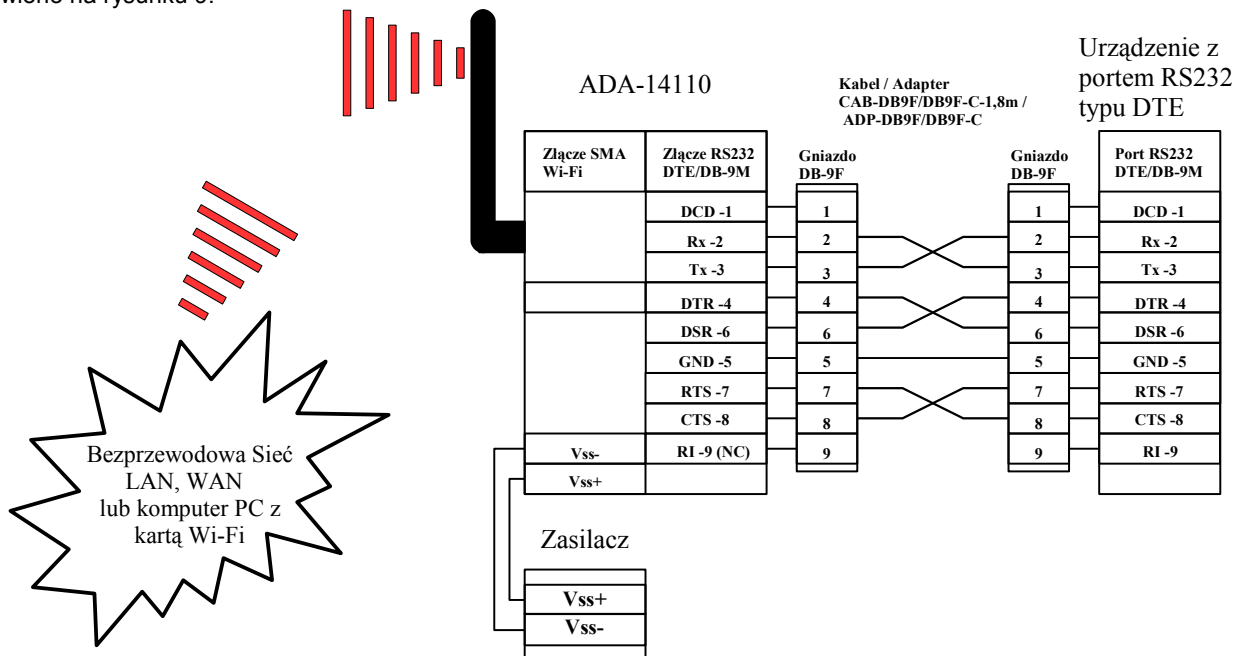 ADA-14110
Kabel / Adapter
CAB-DB9F/DB9F-C-1,8m /
ADP-DB9F/DB9F-C
Urządzenie z
portem RS232
typu DTE
Złącze SMA
Wi-Fi
Złącze RS232
DTE/DB-9M
Gniazdo
DB-9F
Gniazdo
DB-9F
Port RS232
DTE/DB-9M
DCD -1 1 1 DCD -1
Rx -2 2 2 Rx -2
Tx -3 3 3 Tx -3
DTR -4 4 4 DTR -4
DSR -6 6 6 DSR -6
GND -5 5 5 GND -5
RTS -7 7 7 RTS -7
CTS -8 8 8 CTS -8
Vss- RI -9 (NC) 9 9 RI -9
Vss+
Bezprzewodowa Sieć
LAN, WAN
lub komputer PC z
kartą Wi-Fi
Zasilacz
Vss+
Vss-